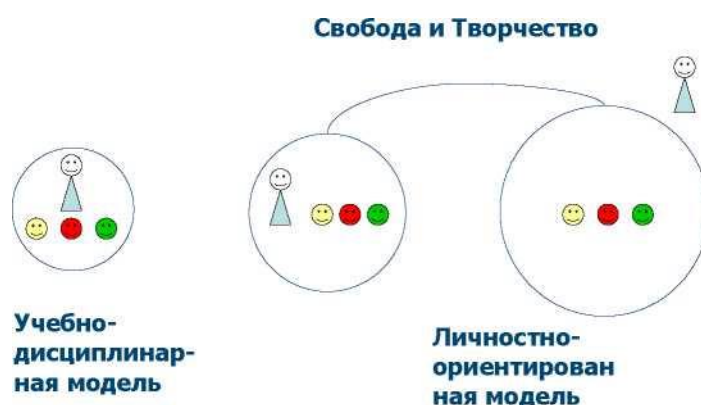 Свобода и Творчество
Учебно-
дисциплинар-
ная модель
Личностно-
ориентирован
ная модель